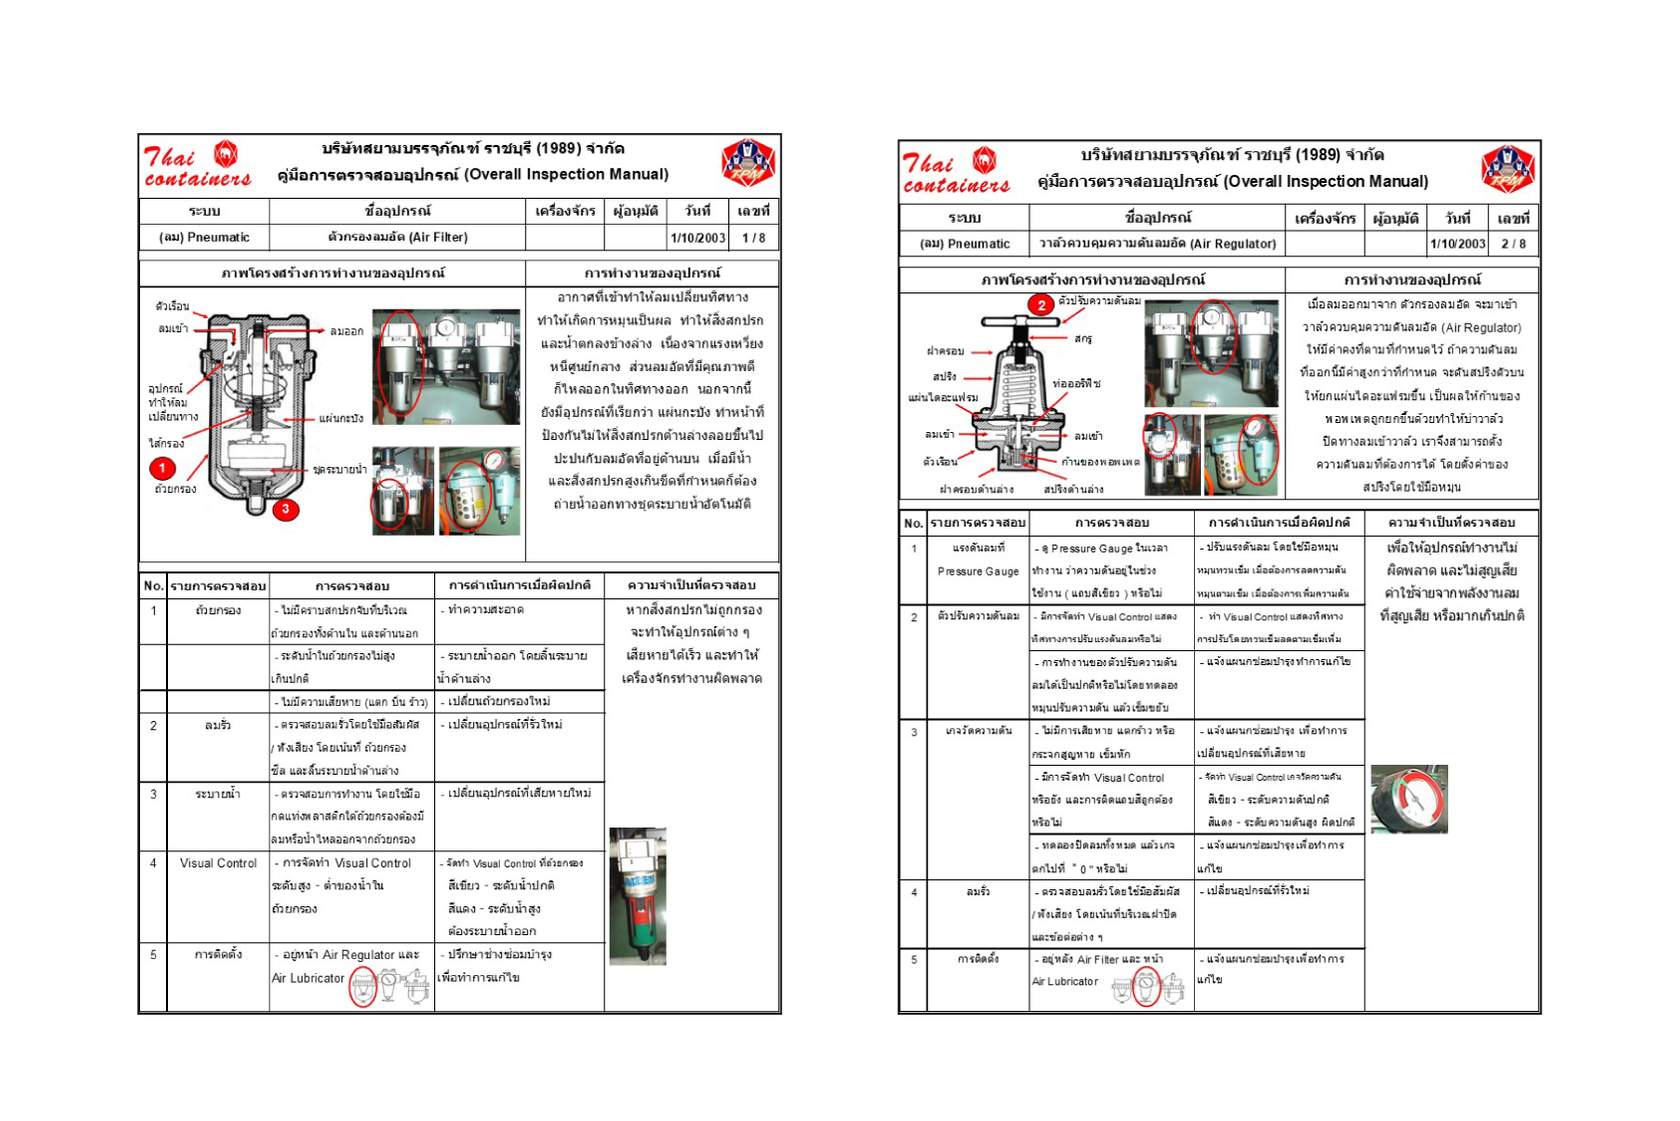 Thai
containers
บริษัทสยามบรรจุภัณฑ์ ราชบุรี (1989) จำกัด
คู่มือการตรวจสอบอุปกรณ์ (Overall Inspection Manual)
TPM
ระบบ ชื่ออุปกรณ์ เครื่องจักร ผู้อนุมัติ วันที่ เลขที่
(ลม) Pneumatic ตัวกรองลมอัด (Air Filter) 1/10/2003 1 / 8
ภาพโครงสร้างการทำงานของอุปกรณ์ การทำงานของอุปกรณ์
ตัวเรือน
ลมเข้า
ลมออก
อุปกรณ์
ทำให้ลม
เปลี่ยนทาง
แผ่นกะบัง
ไส้กรอง
1
ชุดระบายน้ำ
ถ้วยกรอง
3
อากาศที่เข้าทำให้ลมเปลี่ยนทิศทาง
ทำให้เกิดการหมุนเป็นผล ทำให้สิ่งสกปรก
และน้ำตกลงข้างล่าง เนื่องจากแรงเหวี่ยง
หนีศูนย์กลาง ส่วนลมอัดที่มีคุณภาพดี
ก็ไหลออกในทิศทางออก นอกจากนี้
ยังมีอุปกรณ์ที่เรียกว่า แผ่นกะบัง ทำหน้าที่
ป้องกันไม่ให้สิ่งสกปรกด้านล่างลอยขึ้นไป
ปะปนกับลมอัดที่อยู่ด้านบน เมื่อมีน้ำ
และสิ่งสกปรกสูงเกินขีดที่กำหนดก็ต้อง
ถ่ายน้ำออกทางชุดระบายน้ำอัตโนมัติ
No. รายการตรวจสอบ การตรวจสอบ การดำเนินการเมื่อผิดปกติ ความจำเป็นที่ตรวจสอบ
1 ถ้วยกรอง - ไม่มีคราบสกปรกจับที่บริเวณ - ทำความสะอาด
ถ้วยกรองทั้งด้านใน และด้านนอก
- ระดับน้ำในถ้วยกรองไม่สูง - ระบายน้ำออก โดยลิ้นระบาย
เกินปกติ น้ำด้านล่าง
- ไม่มีความเสียหาย (แตก บิ่น ร้าว) - เปลี่ยนถ้วยกรองใหม่
2 ลมรั่ว - ตรวจสอบลมรั่วโดยใช้มือสัมผัส - เปลี่ยนอุปกรณ์ที่รั่วใหม่
/ ฟังเสียง โดยเน้นที่ ถ้วยกรอง
ซีล และลิ้นระบายน้ำด้านล่าง
3 ระบายน้ำ - ตรวจสอบการทำงาน โดยใช้มือ - เปลี่ยนอุปกรณ์ที่เสียหายใหม่
กดแท่งพลาสติกใต้ถ้วยกรองต้องมี
ลมหรือน้ำไหลออกจากถ้วยกรอง
4 Visual Control - การจัดทำ Visual Control - จัดทำ Visual Control ที่ถ้วยกรอง
ระดับสูง - ต่ำของน้ำใน สีเขียว - ระดับน้ำปกติ
ถ้วยกรอง สีแดง - ระดับน้ำสูง
ต้องระบายน้ำออก
5 การติดตั้ง - อยู่หน้า Air Regulator และ - ปรึกษาช่างซ่อมบำรุง
Air Lubricator เพื่อทำการแก้ไข
หากสิ่งสกปรกไม่ถูกกรอง
จะทำให้อุปกรณ์ต่าง ๆ
เสียหายได้เร็ว และทำให้
เครื่องจักรทำงานผิดพลาด
Thai
containers
บริษัทสยามบรรจุภัณฑ์ ราชบุรี (1989) จำกัด
คู่มือการตรวจสอบอุปกรณ์ (Overall Inspection Manual)
TPM
ระบบ ชื่ออุปกรณ์ เครื่องจักร ผู้อนุมัติ วันที่ เลขที่
(ลม) Pneumatic วาล์วควบคุมความดันลมอัด (Air Regulator) 1/10/2003 2 / 8
ภาพโครงสร้างการทำงานของอุปกรณ์ การทำงานของอุปกรณ์
2 ตัวปรับความดันลม
สกรู
ฝาครอบ
สปริง
ท่อออริฟิช
แผ่นไดอะแฟรม
ลมเข้า
ลมเข้า
ตัวเรือน
ก้านของพอพเพต
ฝาครอบด้านล่าง
สปริงด้านล่าง
เมื่อลมออกมาจาก ตัวกรองลมอัด จะมาเข้า
วาล์วควบคุมความดันลมอัด (Air Regulator)
ให้มีค่าคงที่ตามที่กำหนดไว้ ถ้าความดันลม
ที่ออกนี้มีค่าสูงกว่าที่กำหนด จะดันสปริงตัวบน
ให้ยกแผ่นไดอะแฟรมขึ้น เป็นผลให้ก้านของ
พอพเพตถูกยกขึ้นด้วยทำให้บ่าวาล์ว
ปิดทางลมเข้าวาล์ว เราจึงสามารถตั้ง
ความดันลมที่ต้องการได้ โดยตั้งค่าของ
สปริงโดยใช้มือหมุน
No. รายการตรวจสอบ การตรวจสอบ การดำเนินการเมื่อผิดปกติ ความจำเป็นที่ตรวจสอบ
1 แรงดันลมที่ - ดู Pressure Gauge ในเวลา - ปรับแรงดันลม โดยใช้มือหมุน
Pressure Gauge ทำงาน ว่าความดันอยู่ในช่วง หมุนทวนเข็ม เมื่อต้องการลดความดัน
ใช้งาน ( แถบสีเขียว ) หรือไม่ หมุนตามเข็ม เมื่อต้องการเพิ่มความดัน
2 ตัวปรับความดันลม - มีการจัดทำ Visual Control แสดง - ทำ Visual Control แสดงทิศทาง
ทิศทางการปรับแรงดันลมหรือไม่ การปรับโดยทวนเข็มลดตามเข็มเพิ่ม
- การทำงานของตัวปรับความดัน - แจ้งแผนกซ่อมบำรุงทำการแก้ไข
ลมได้เป็นปกติหรือไม่โดยทดลอง
หมุนปรับความดัน แล้วเข็มขยับ
3 เกจวัดความดัน - ไม่มีการเสียหาย แตกร้าว หรือ - แจ้งแผนกซ่อมบำรุง เพื่อทำการ
กระจกสูญหาย เข็มหัก เปลี่ยนอุปกรณ์ที่เสียหาย
- มีการจัดทำ Visual Control - จัดทำ Visual Control เกจวัดความดัน
หรือยัง และการติดแถบสีถูกต้อง สีเขียว - ระดับความดันปกติ
หรือไม่ สีแดง - ระดับความดันสูง ผิดปกติ
- ทดลองปิดลมทั้งหมด แล้วเกจ - แจ้งแผนกซ่อมบำรุงเพื่อทำการ
ตกไปที่ " 0 " หรือไม่ แก้ไข
4 ลมรั่ว - ตรวจสอบลมรั่วโดยใช้มือสัมผัส - เปลี่ยนอุปกรณ์ที่รั่วใหม่
/ ฟังเสียง โดยเน้นที่บริเวณฝาปิด
และข้อต่อต่าง ๆ
5 การติดตั้ง - อยู่หลัง Air Filter และ หน้า - แจ้งแผนกซ่อมบำรุงเพื่อทำการ
Air Lubricator แก้ไข
เพื่อให้อุปกรณ์ทำงานไม่
ผิดพลาด และไม่สูญเสีย
ค่าใช้จ่ายจากพลังงานลม
ที่สูญเสีย หรือมากเกินปกติ